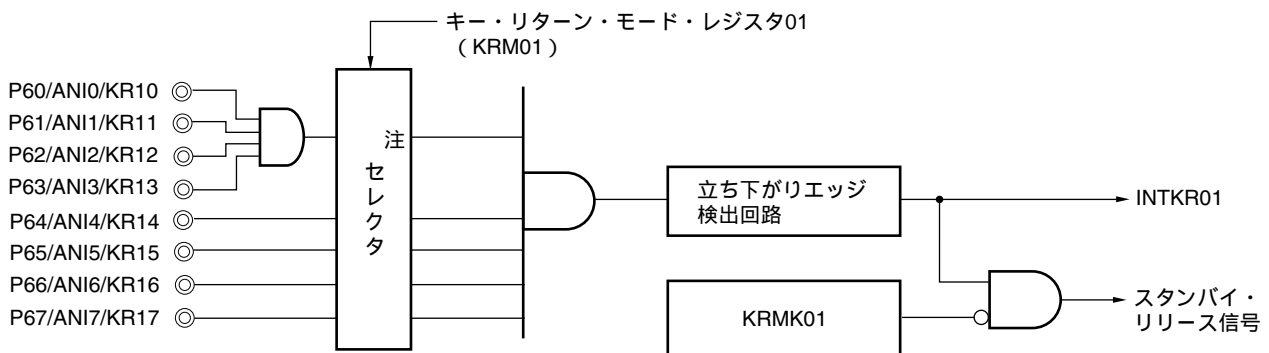 キー・リターン・モード・レジスタ01
（KRM01）
P60/ANI0/KR10
P61/ANI1/KR11
P62/ANI2/KR12
P63/ANI3/KR13
P64/ANI4/KR14
P65/ANI5/KR15
P66/ANI6/KR16
P67/ANI7/KR17
注
セレクタ
立ち下がりエッジ
検出回路
INTKR01
KRMK01
スタンバイ・
リリース信号